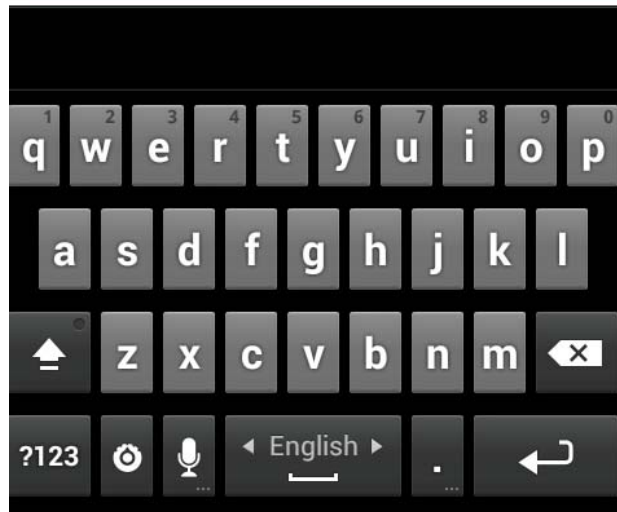 1 2 3 4 5 6 7 8 9 0
q w e r t y u i o p
a s d f g h j k l
z x c v b n m
?123 English .